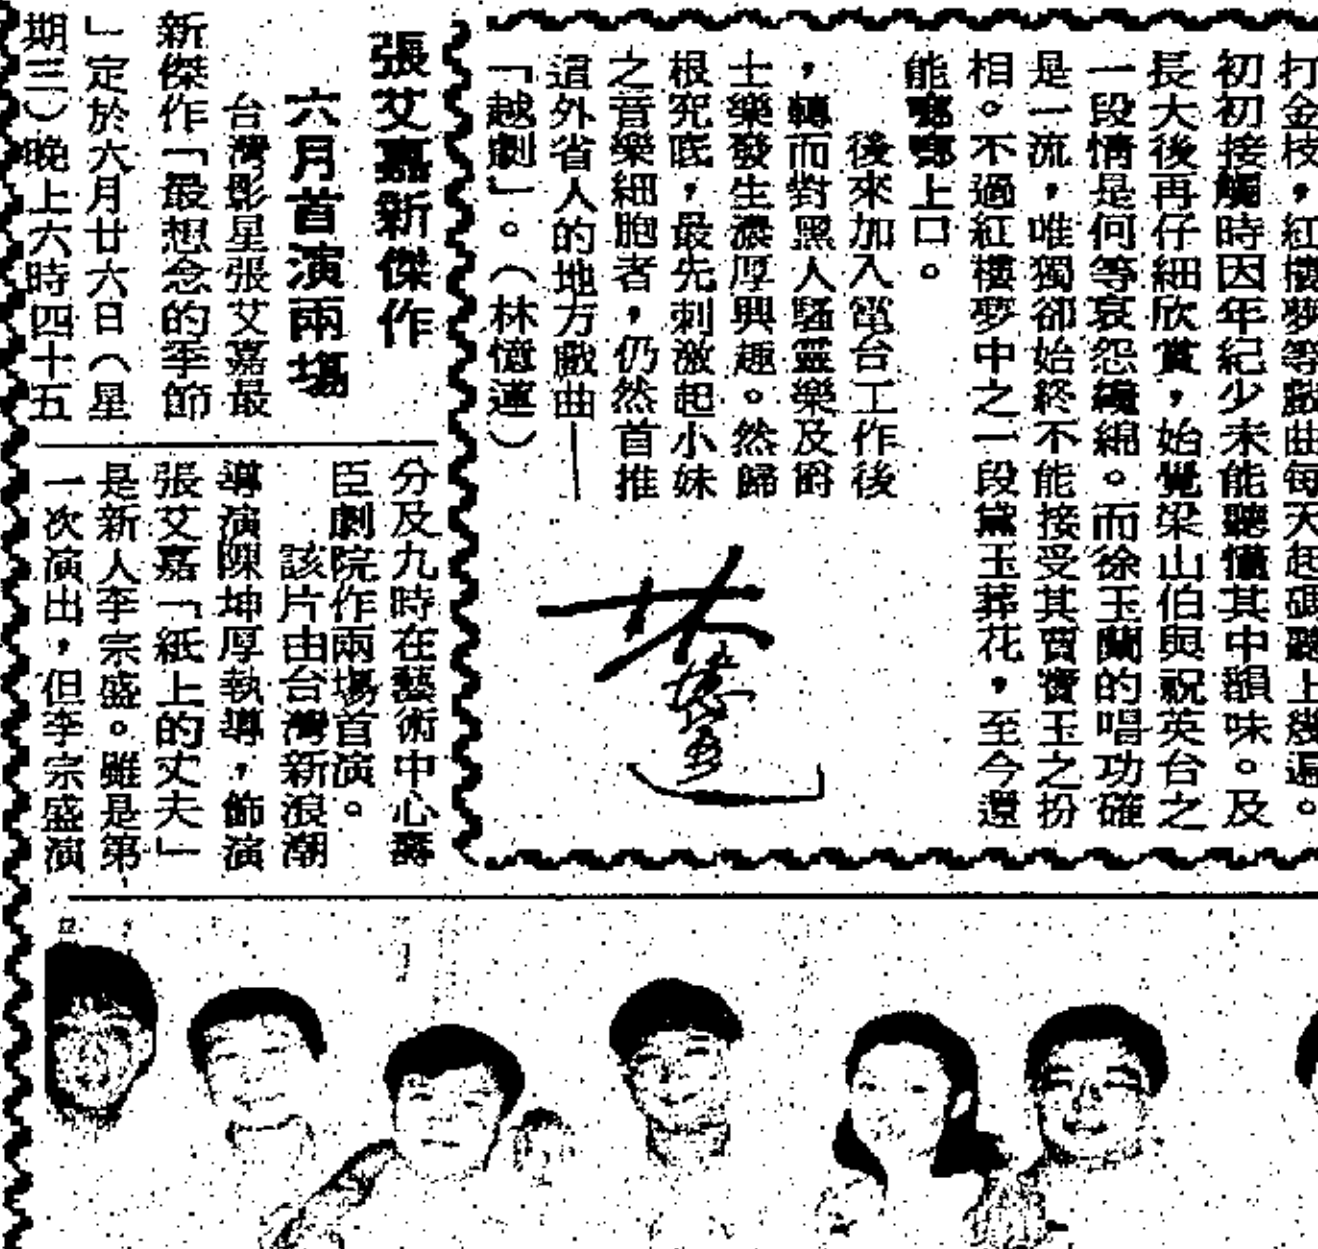 打金枝,紅樓夢等戲曲每天起碼聽上幾遍。
初初接觸時因年紀少未能聽懂其中韻味。及
長大後再仔細欣賞,始覺梁山伯與祝英台之
一段情是何等哀怨纏綿。而徐玉蘭的唱功確
是一流,唯獨卻始終不能接受其賈寶玉之扮
相。不過紅樓夢中之一段黛玉葬花,至今還
能啷啷上口。
後來加入電台工作後
,轉而對黑人騷靈樂及爵
士樂發生濃厚興趣。然歸
根究底,最先刺激起小妹
之音樂細胞者,仍然首推
這外省人的地方戲曲—
「越劇」。(林憶蓮)
林憶蓮
張艾嘉新傑作
六月首演兩場
台灣影星張艾嘉最
新傑作「最想念的季節
」定於六月廿六日(星
期三)晚上六時四十五
分及九時在藝術中心壽
臣劇院作兩場首演。
該片由台灣新浪潮
導演陳坤厚執導,飾演
張艾嘉「紙上的丈夫」
是新人李宗盛。雖是第
一次演出,但李宗盛演